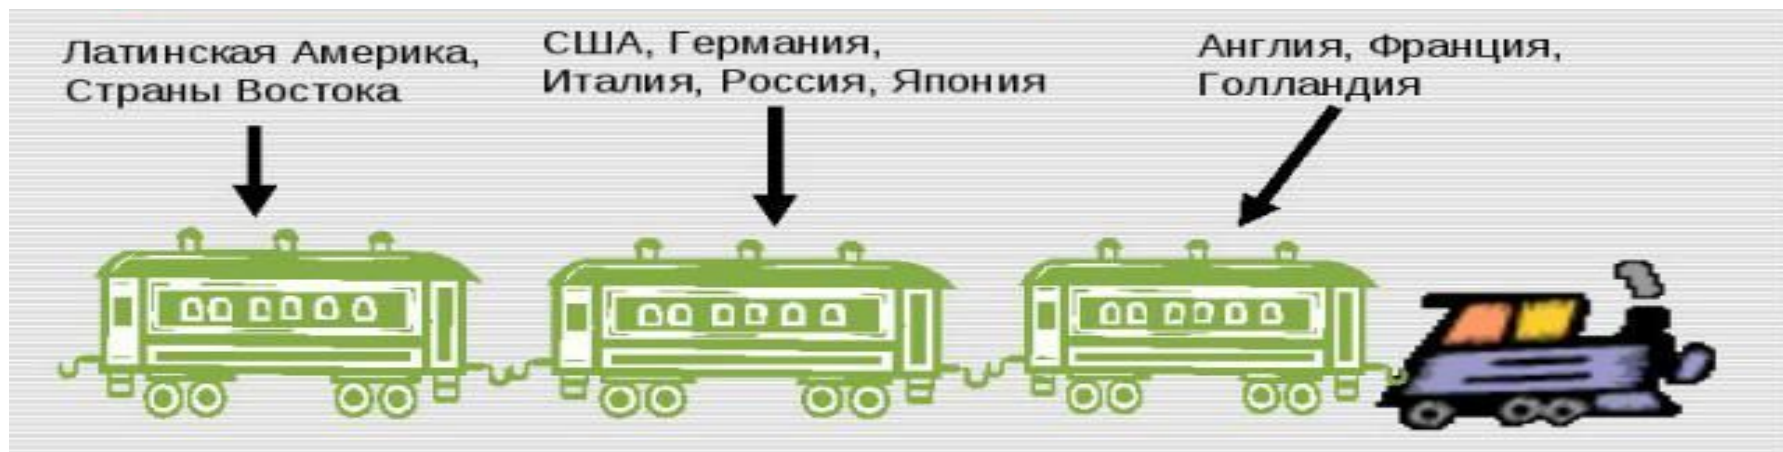 Латинская Америка,
Страны Востока
США, Германия,
Италия, Россия, Япония
Англия, Франция,
Голландия